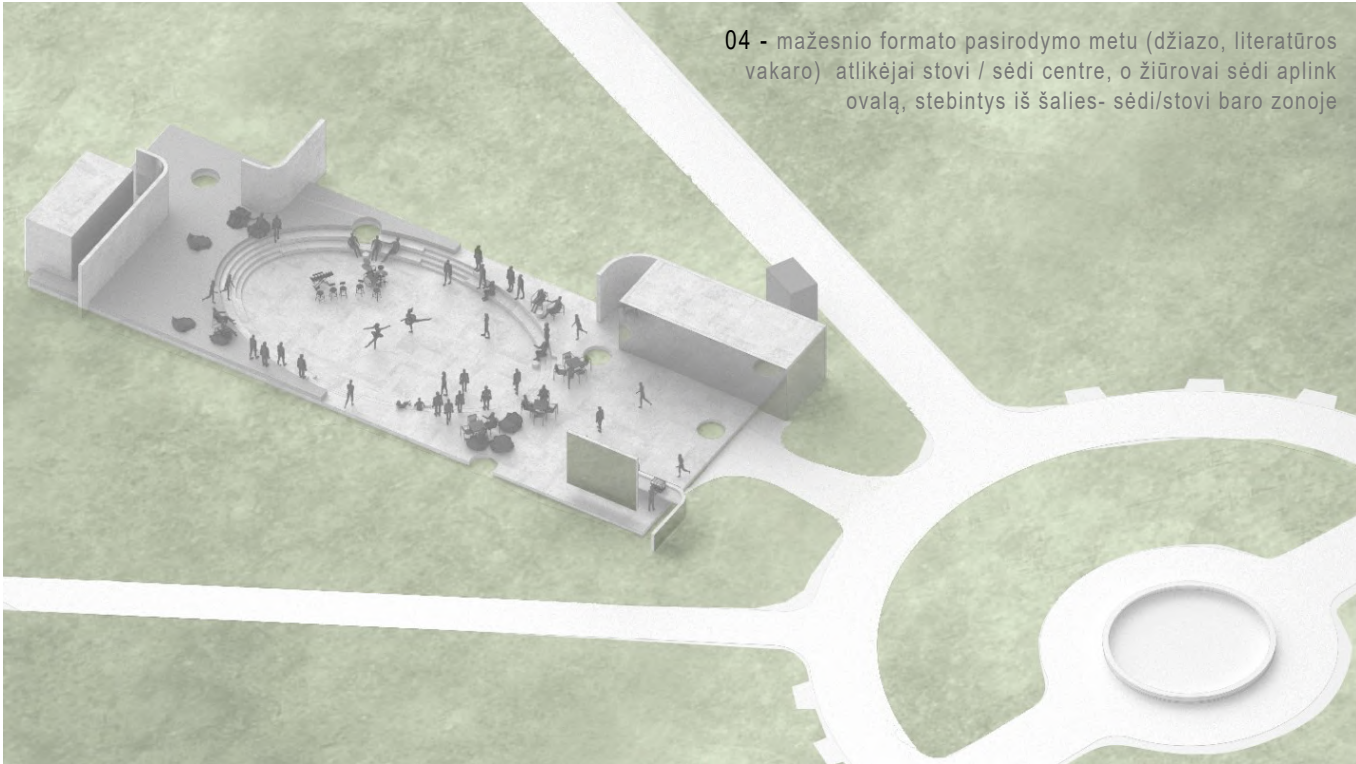 04 - mažesnio formato pasirodymo metu (džiazo, literatūros
vakaro) atlikėjai stovi / sėdi centre, o žiūrovai sėdi aplink
ovalą, stebintys iš šalies- sėdi/stovi baro zonoje